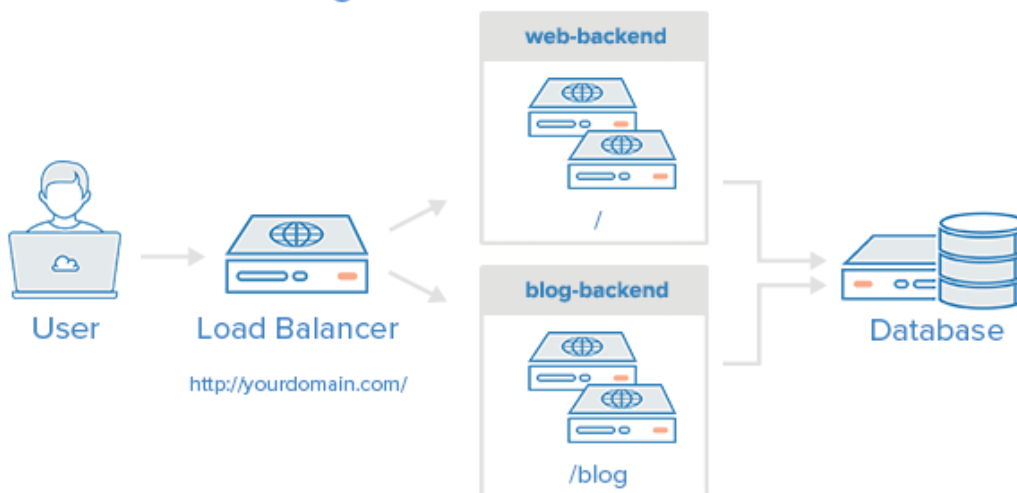 web-backend
/
User
Load Balancer
http://yourdomain.com/
blog-backend
/blog
Database